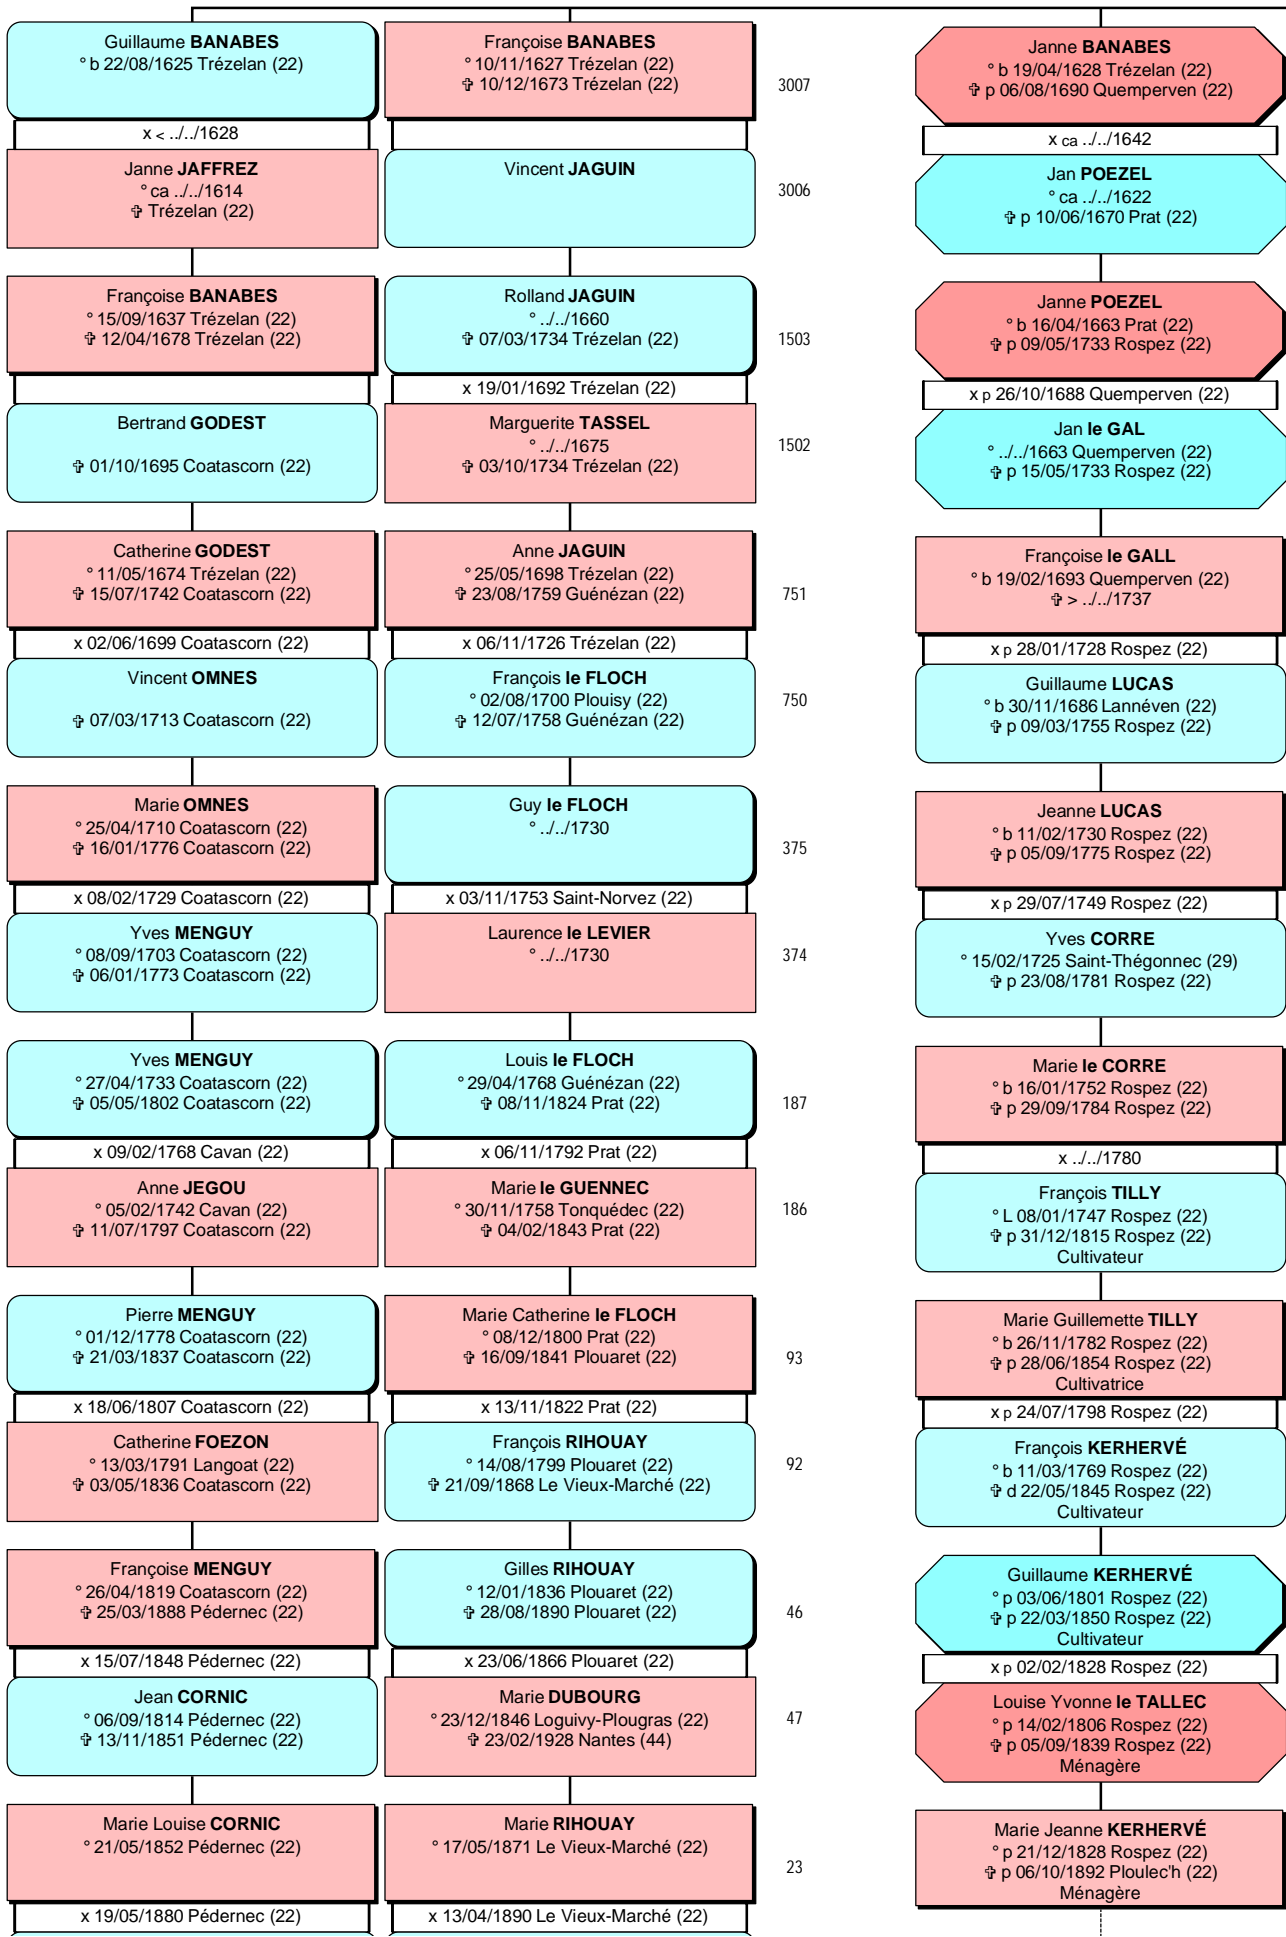 Guillaume BANABES
° b 22/08/1625 Trézelan (22)
x < ../../1628
Janne JAFFREZ
° ca ../../1614
✞ Trézelan (22)
Françoise BANABES
° 15/09/1637 Trézelan (22)
✞ 12/04/1678 Trézelan (22)
Bertrand GODEST
✞ 01/10/1695 Coatascorn (22)
Catherine GODEST
° 11/05/1674 Trézelan (22)
✞ 15/07/1742 Coatascorn (22)
x 02/06/1699 Coatascorn (22)
Vincent OMNES
✞ 07/03/1713 Coatascorn (22)
Marie OMNES
° 25/04/1710 Coatascorn (22)
✞ 16/01/1776 Coatascorn (22)
x 08/02/1729 Coatascorn (22)
Yves MENGUY
° 08/09/1703 Coatascorn (22)
✞ 06/01/1773 Coatascorn (22)
Yves MENGUY
° 27/04/1733 Coatascorn (22)
✞ 05/05/1802 Coatascorn (22)
x 09/02/1768 Cavan (22)
Anne JEGOU
° 05/02/1742 Cavan (22)
✞ 11/07/1797 Coatascorn (22)
Pierre MENGUY
° 01/12/1778 Coatascorn (22)
✞ 21/03/1837 Coatascorn (22)
x 18/06/1807 Coatascorn (22)
Catherine FOEZON
° 13/03/1791 Langoat (22)
✞ 03/05/1836 Coatascorn (22)
Françoise MENGUY
° 26/04/1819 Coatascorn (22)
✞ 25/03/1888 Pédernec (22)
x 15/07/1848 Pédernec (22)
Jean CORNIC
° 06/09/1814 Pédernec (22)
✞ 13/11/1851 Pédernec (22)
Marie Louise CORNIC
° 21/05/1852 Pédernec (22)
x 19/05/1880 Pédernec (22)
Françoise BANABES
° 10/11/1627 Trézelan (22)
✞ 10/12/1673 Trézelan (22)
Vincent JAGUIN
Rolland JAGUIN
° ../../1660
✞ 07/03/1734 Trézelan (22)
x 19/01/1692 Trézelan (22)
Marguerite TASSEL
° ../../1675
✞ 03/10/1734 Trézelan (22)
Anne JAGUIN
° 25/05/1698 Trézelan (22)
✞ 23/08/1759 Guénézan (22)
x 06/11/1726 Trézelan (22)
François le FLOCH
° 02/08/1700 Plouisy (22)
✞ 12/07/1758 Guénézan (22)
Guy le FLOCH
° ../../1730
x 03/11/1753 Saint-Norvez (22)
Laurence le LEVIER
° ../../1730
Louis le FLOCH
° 29/04/1768 Guénézan (22)
✞ 08/11/1824 Prat (22)
x 06/11/1792 Prat (22)
Marie le GUENNEC
° 30/11/1758 Tonquédec (22)
✞ 04/02/1843 Prat (22)
Marie Catherine le FLOCH
° 08/12/1800 Prat (22)
✞ 16/09/1841 Plouaret (22)
x 13/11/1822 Prat (22)
François RIHOUAY
° 14/08/1799 Plouaret (22)
✞ 21/09/1868 Le Vieux-Marché (22)
Gilles RIHOUAY
° 12/01/1836 Plouaret (22)
✞ 28/08/1890 Plouaret (22)
x 23/06/1866 Plouaret (22)
Marie DUBOURG
° 23/12/1846 Loguivy-Plougras (22)
✞ 23/02/1928 Nantes (44)
Marie RIHOUAY
° 17/05/1871 Le Vieux-Marché (22)
x 13/04/1890 Le Vieux-Marché (22)
3007
3006
1503
1502
751
750
375
374
187
186
93
92
46
47
23
Janne BANABES
° b 19/04/1628 Trézelan (22)
✞ p 06/08/1690 Quemperven (22)
x ca ../../1642
Jan POEZEL
° ca ../../1622
✞ p 10/06/1670 Prat (22)
Janne POEZEL
° b 16/04/1663 Prat (22)
✞ p 09/05/1733 Rospez (22)
x p 26/10/1688 Quemperven (22)
Jan le GAL
° ../../1663 Quemperven (22)
✞ p 15/05/1733 Rospez (22)
Françoise le GALL
° b 19/02/1693 Quemperven (22)
✞ > ../../1737
x p 28/01/1728 Rospez (22)
Guillaume LUCAS
° b 30/11/1686 Lannéven (22)
✞ p 09/03/1755 Rospez (22)
Jeanne LUCAS
° b 11/02/1730 Rospez (22)
✞ p 05/09/1775 Rospez (22)
x p 29/07/1749 Rospez (22)
Yves CORRE
° 15/02/1725 Saint-Thégonnec (29)
✞ p 23/08/1781 Rospez (22)
Marie le CORRE
° b 16/01/1752 Rospez (22)
✞ p 29/09/1784 Rospez (22)
x ../../1780
François TILLY
° L 08/01/1747 Rospez (22)
✞ p 31/12/1815 Rospez (22)
Cultivateur
Marie Guillemette TILLY
° b 26/11/1782 Rospez (22)
✞ p 28/06/1854 Rospez (22)
Cultivatrice
x p 24/07/1798 Rospez (22)
François KERHERVÉ
° b 11/03/1769 Rospez (22)
✞ d 22/05/1845 Rospez (22)
Cultivateur
Guillaume KERHERVÉ
° p 03/06/1801 Rospez (22)
✞ p 22/03/1850 Rospez (22)
Cultivateur
x p 02/02/1828 Rospez (22)
Louise Yvonne le TALLEC
° p 14/02/1806 Rospez (22)
✞ p 05/09/1839 Rospez (22)
Ménagère
Marie Jeanne KERHERVÉ
° p 21/12/1828 Rospez (22)
✞ p 06/10/1892 Ploulec'h (22)
Ménagère